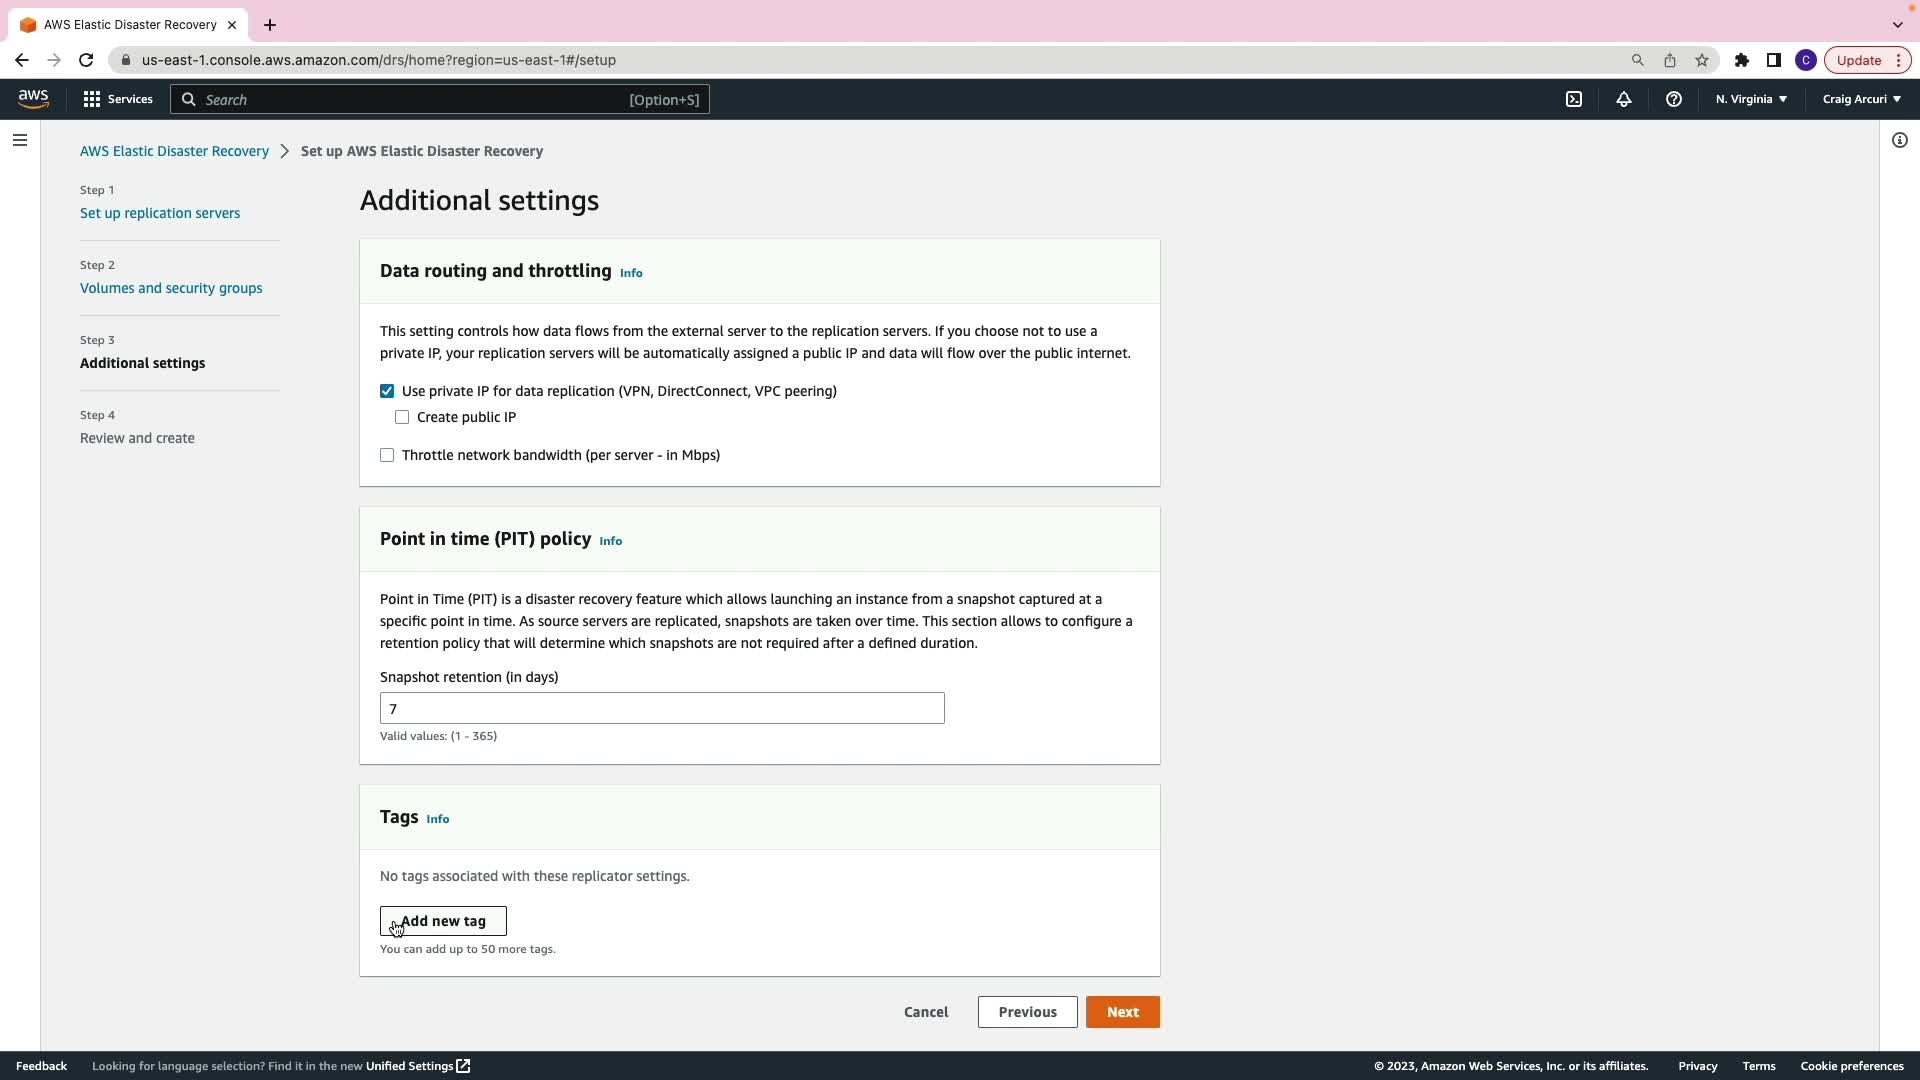 AWS Elastic Disaster Recovery
us-east-1.console.aws.amazon.com/drs/home?region=us-east-1#/setup
C
Update
aws
Services
Search
[Option+S]
N. Virginia
Craig Arcuri
AWS Elastic Disaster Recovery
Set up AWS Elastic Disaster Recovery
Step 1
Set up replication servers
Step 2
Volumes and security groups
Step 3
Additional settings
Step 4
Review and create
Additional settings
Data routing and throttling Info
This setting controls how data flows from the external server to the replication servers. If you choose not to use a
private IP, your replication servers will be automatically assigned a public IP and data will flow over the public internet.
Use private IP for data replication (VPN, DirectConnect, VPC peering)
Create public IP
Throttle network bandwidth (per server - in Mbps)
Point in time (PIT) policy Info
Point in Time (PIT) is a disaster recovery feature which allows launching an instance from a snapshot captured at a
specific point in time. As source servers are replicated, snapshots are taken over time. This section allows to configure a
retention policy that will determine which snapshots are not required after a defined duration.
Snapshot retention (in days)
7
Valid values: (1 - 365)
Tags Info
No tags associated with these replicator settings.
Add new tag
You can add up to 50 more tags.
Cancel
Previous
Next
Feedback
Looking for language selection? Find it in the new Unified Settings
© 2023, Amazon Web Services, Inc. or its affiliates.
Privacy
Terms
Cookie preferences